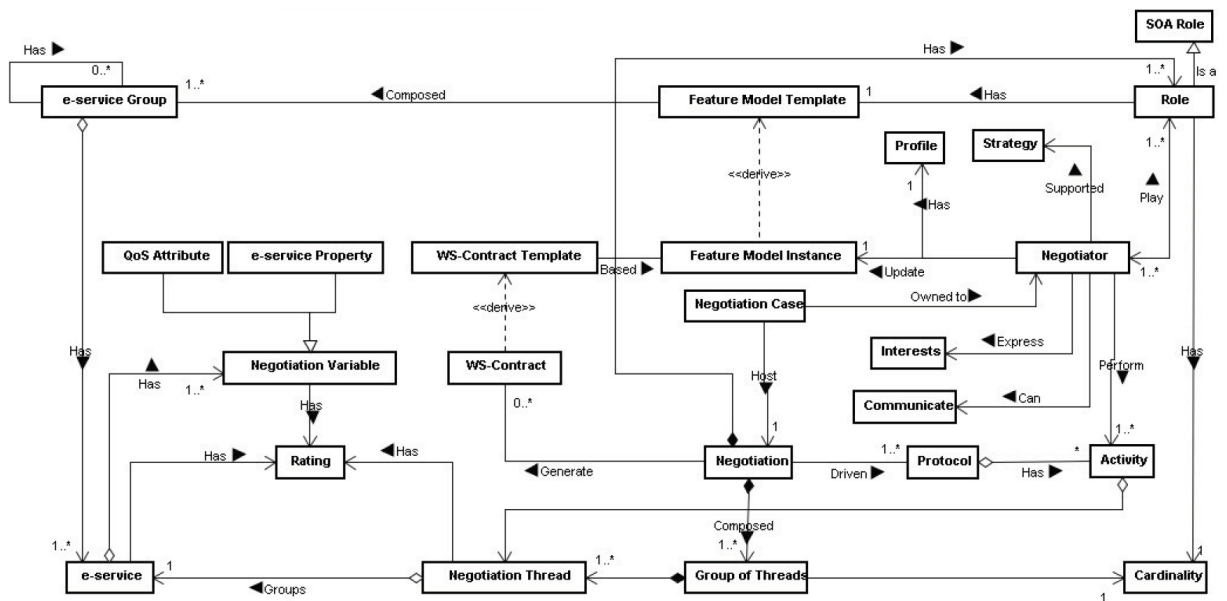 SOA Role
Has ►
Has ►
0..*
1..*
1..*
Is a
e-service Group
◄Composed
Feature Model Template
1
◄Has
Role
Profile
Strategy
1..*
<<derive>>
1
▲
Supported
▲
Play
◄Has
QoS Attribute
e-service Property
WS-Contract Template
Based ►
Feature Model Instance
1
◄Update
Negotiator
1..*
<<derive>>
Negotiation Case
Owned to►
Has
▼
▲
Has
1..*
Negotiation Variable
WS-Contract
Host
▼
Interests
◄Express
Perform
▼
Has
▼
Has
▼
0..*
Communicate
◄Can
1
1..*
1..*
Has ►
Rating
◄Has
◄Generate
Negotiation
Driven ►
Protocol
*
Has ►
Activity
Composed
▼
1..*
1
1..*
1..*
1
e-service
◄Groups
Negotiation Thread
Group of Threads
Cardinality
1